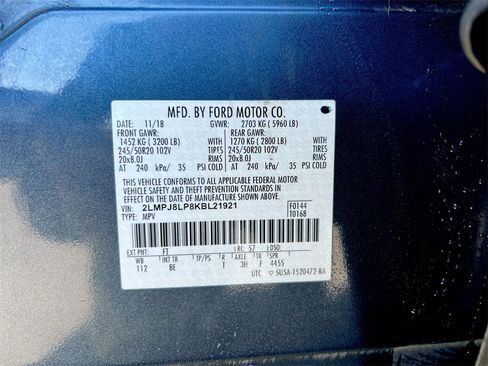 MFD. BY FORD MOTOR CO.
DATE: 11/18 GVWR: 2703 KG ( 5960 LB)
FRONT GAWR: REAR GAWR:
1452 KG ( 3200 LB) WITH 1270 KG ( 2800 LB) WITH
245/50R20 102V TIRES 245/50R20 102V TIRES
20x8.0J RIMS 20x8.0J RIMS
AT 240 kPa/ 35 PSI COLD AT 240 kPa/ 35 PSI COLD
THIS VEHICLE CONFORMS TO ALL APPLICABLE FEDERAL MOTOR
VEHICLE SAFETY AND THEFT PREVENTION STANDARDS IN
EFFECT ON THE DATE OF MANUFACTURE SHOWN ABOVE.
VIN: 2LMPJ8LP8KBL21921 F0144
TYPE: MPV T0168
EXT PNT: FT RC: 57 DSO:
WB INT TR TP/PS R AXLE TR SPR
112 BE 1 3H F 4455
UTC ▽ 5U5A-1520472-BA